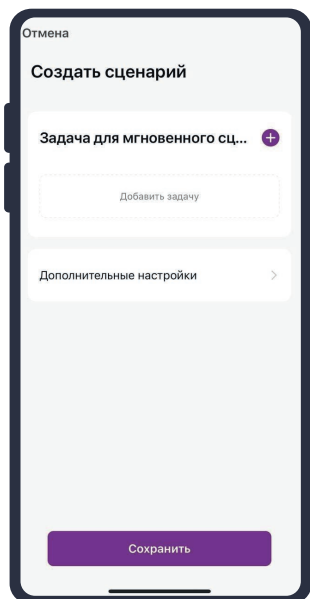 Отмена
Создать сценарий
Задача для мгновенного сц...
Добавить задачу
Дополнительные настройки
Сохранить